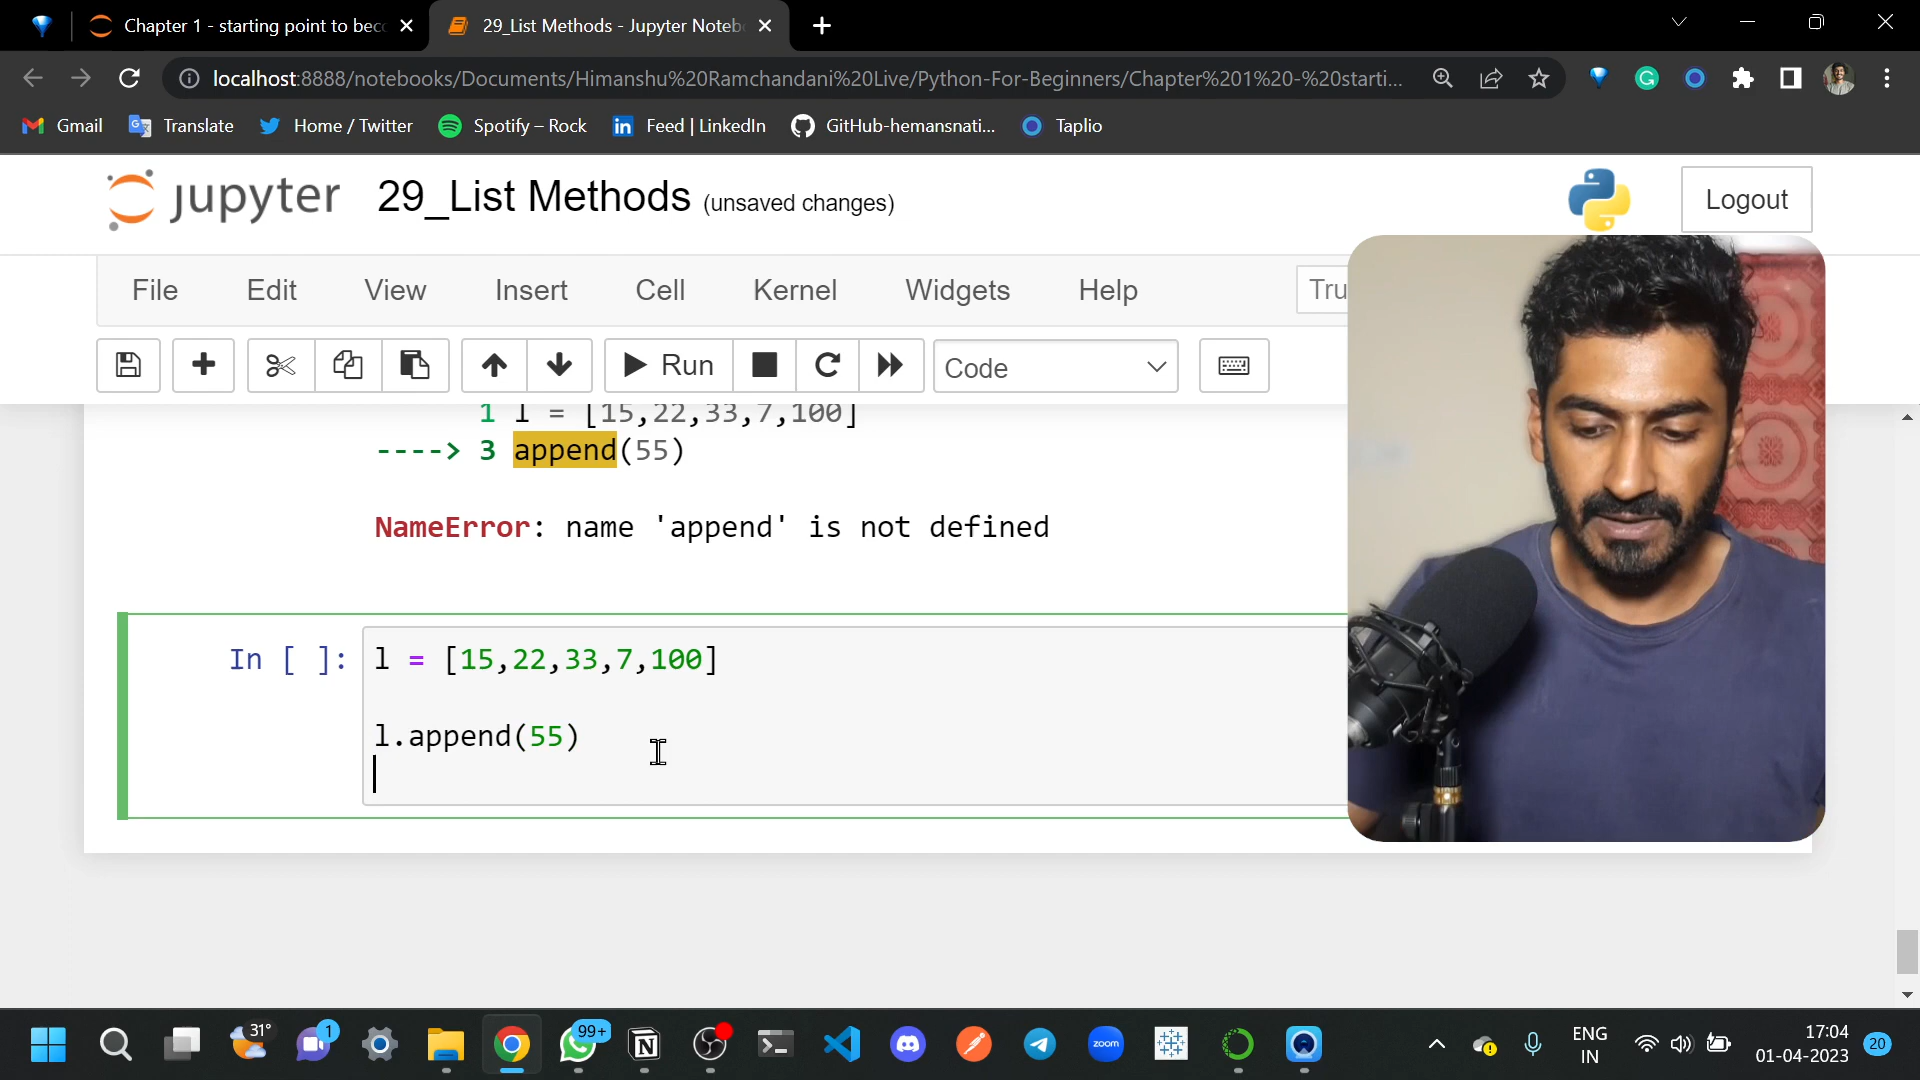 Chapter 1 - starting point to bec
29_List Methods - Jupyter Noteb
localhost:8888/notebooks/Documents/Himanshu%20Ramchandani%20Live/Python-For-Beginners/Chapter%201%20-%20starti...
Gmail
Translate
Home / Twitter
Spotify – Rock
Feed | LinkedIn
GitHub-hemansnati...
Taplio
jupyter
29_List Methods (unsaved changes)
Logout
File Edit View Insert Cell Kernel Widgets Help
Tru
Run
Code
1 l = [15,22,33,7,100]
----> 3 append(55)
NameError: name 'append' is not defined
In [ ]: l = [15,22,33,7,100]
l.append(55)
31°
1
99+
zoom
ENG
IN
17:04
01-04-2023
20